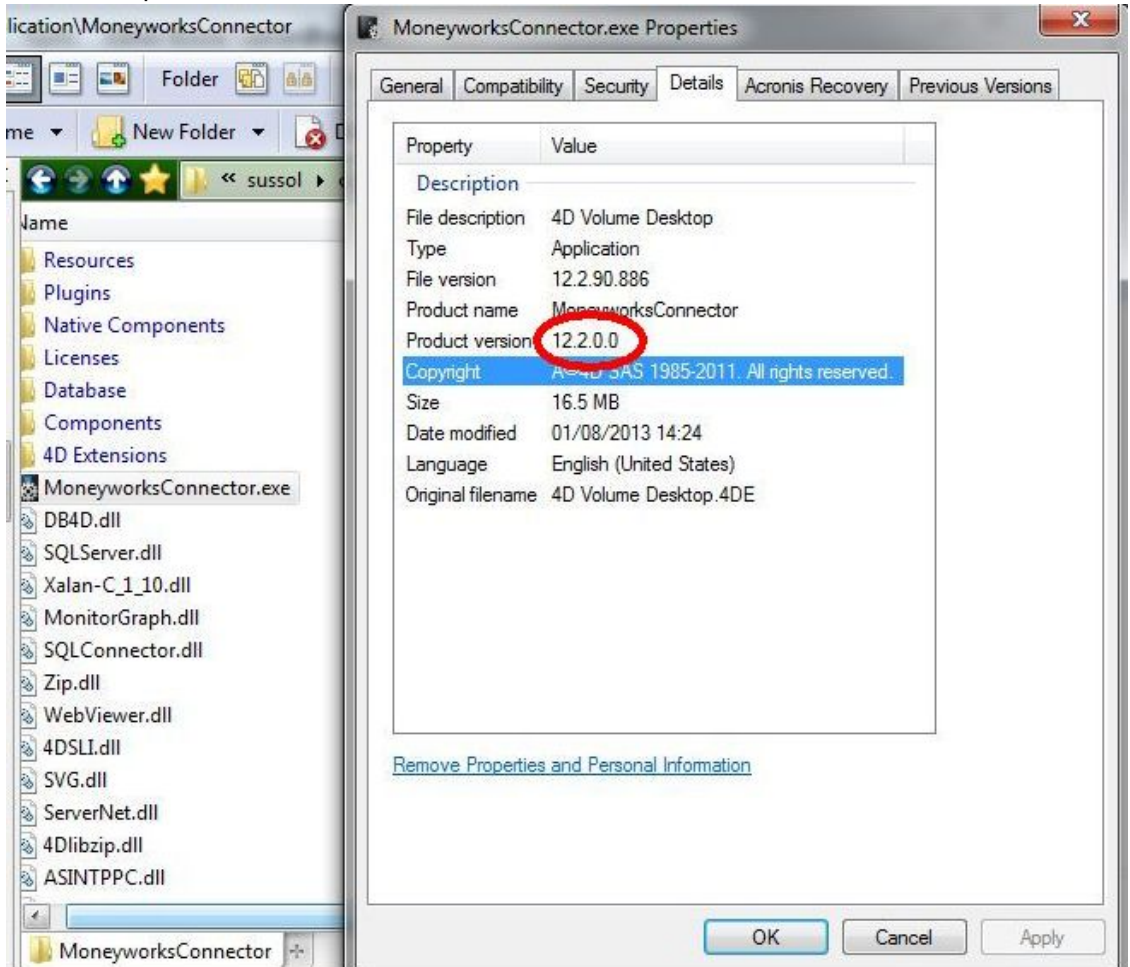 lication\MoneyworksConnector
Folder
me
New Folder
« sussol
Name
Resources
Plugins
Native Components
Licenses
Database
Components
4D Extensions
MoneyworksConnector.exe
DB4D.dll
SQLServer.dll
Xalan-C_1_10.dll
MonitorGraph.dll
SQLConnector.dll
Zip.dll
WebViewer.dll
4DSLI.dll
SVG.dll
ServerNet.dll
4Dlibzip.dll
ASINTPPC.dll
MoneyworksConnector
MoneyworksConnector.exe Properties
General Compatibility Security Details Acronis Recovery Previous Versions
Property Value
Description
File description 4D Volume Desktop
Type Application
File version 12.2.90.886
Product name MoneyworksConnector
Product version 12.2.0.0
Copyright 4D SAS 1985-2011. All rights reserved.
Size 16.5 MB
Date modified 01/08/2013 14:24
Language English (United States)
Original filename 4D Volume Desktop.4DE
Remove Properties and Personal Information
OK Cancel Apply